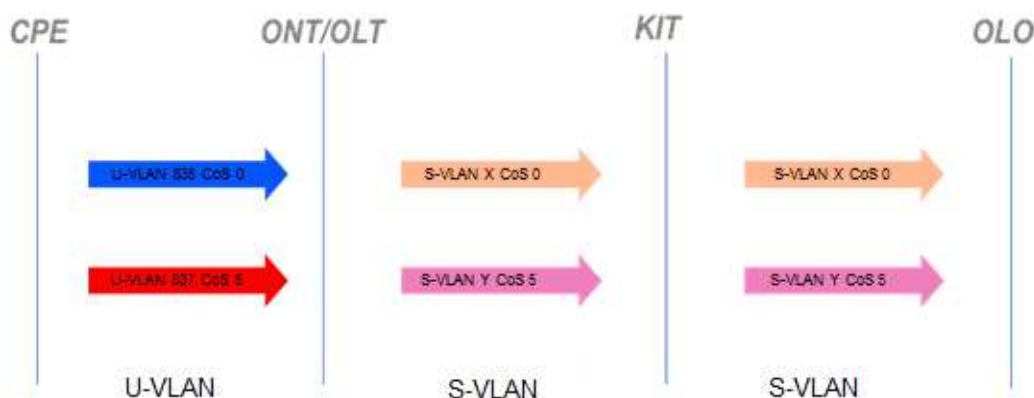 CPE
ONT/OLT
KIT
OLO
U-VLAN 835 CoS 0
S-VLAN X CoS 0
S-VLAN X CoS 0
U-VLAN 837 CoS 5
S-VLAN Y CoS 5
S-VLAN Y CoS 5
U-VLAN
S-VLAN
S-VLAN